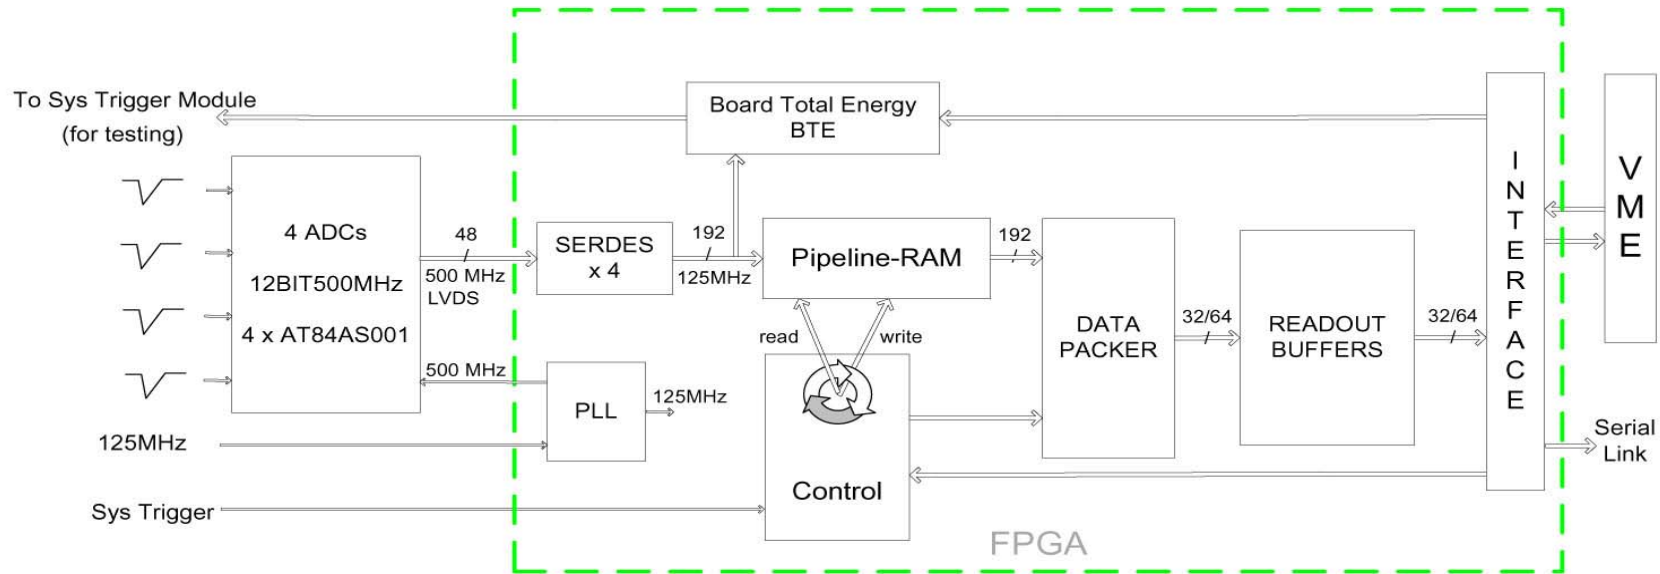 To Sys Trigger Module
(for testing)
Board Total Energy
BTE
4 ADCs
12BIT500MHz
4 x AT84AS001
48
500 MHz
LVDS
SERDES
x 4
192
125MHz
Pipeline-RAM
192
read
write
500 MHz
PLL
125MHz
125MHz
Sys Trigger
Control
DATA
PACKER
32/64
READOUT
BUFFERS
32/64
INTERFACE
VME
Serial
Link
FPGA